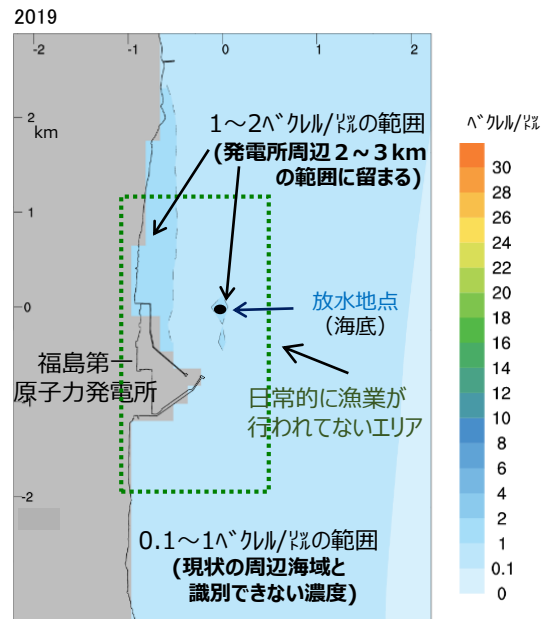 2019
-2 -1 0 1 2
2
km
1
0
-1
-2
1～2ベクレル/㍑の範囲
(発電所周辺２～３km
の範囲に留まる)
放水地点
（海底）
福島第一
原子力発電所
日常的に漁業が
行われてないエリア
0.1～1ベクレル/㍑の範囲
(現状の周辺海域と
識別できない濃度)
ベクレル/㍑
30
28
26
24
22
20
18
16
14
12
10
8
6
4
2
1
0.1
0